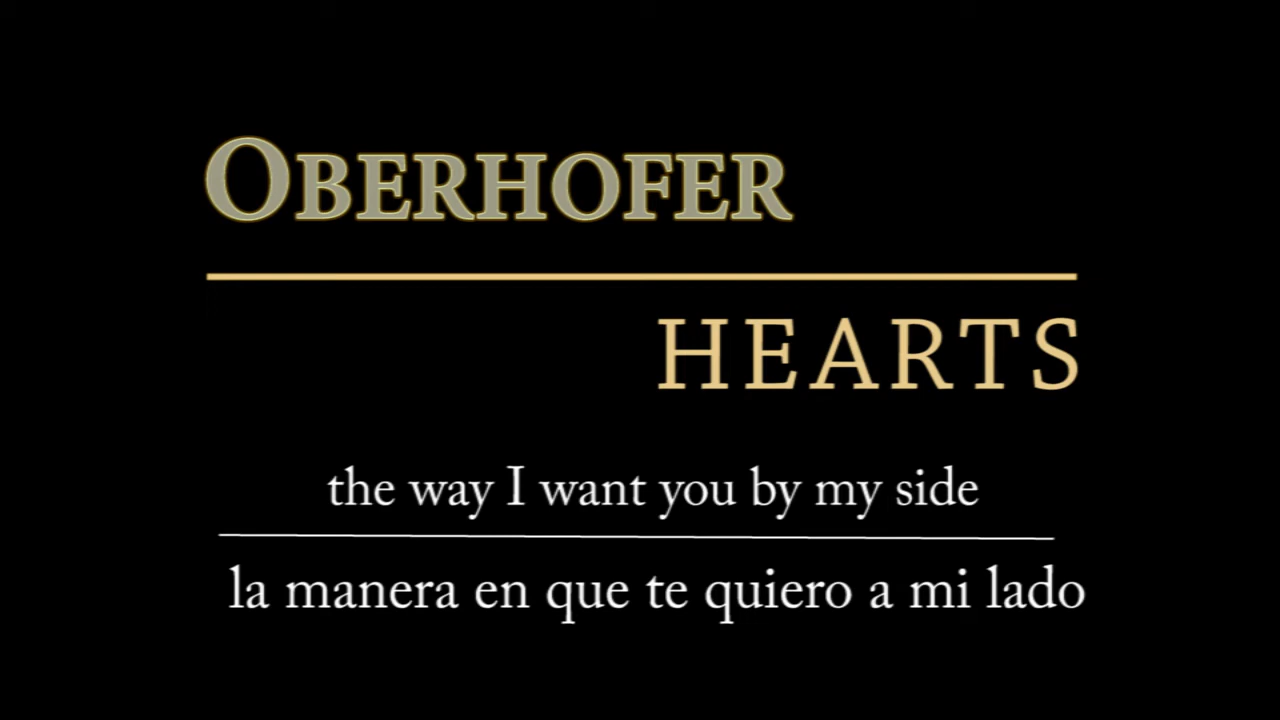 OBERHOFER
HEARTS
the way I want you by my side
la manera en que te quiero a mi lado